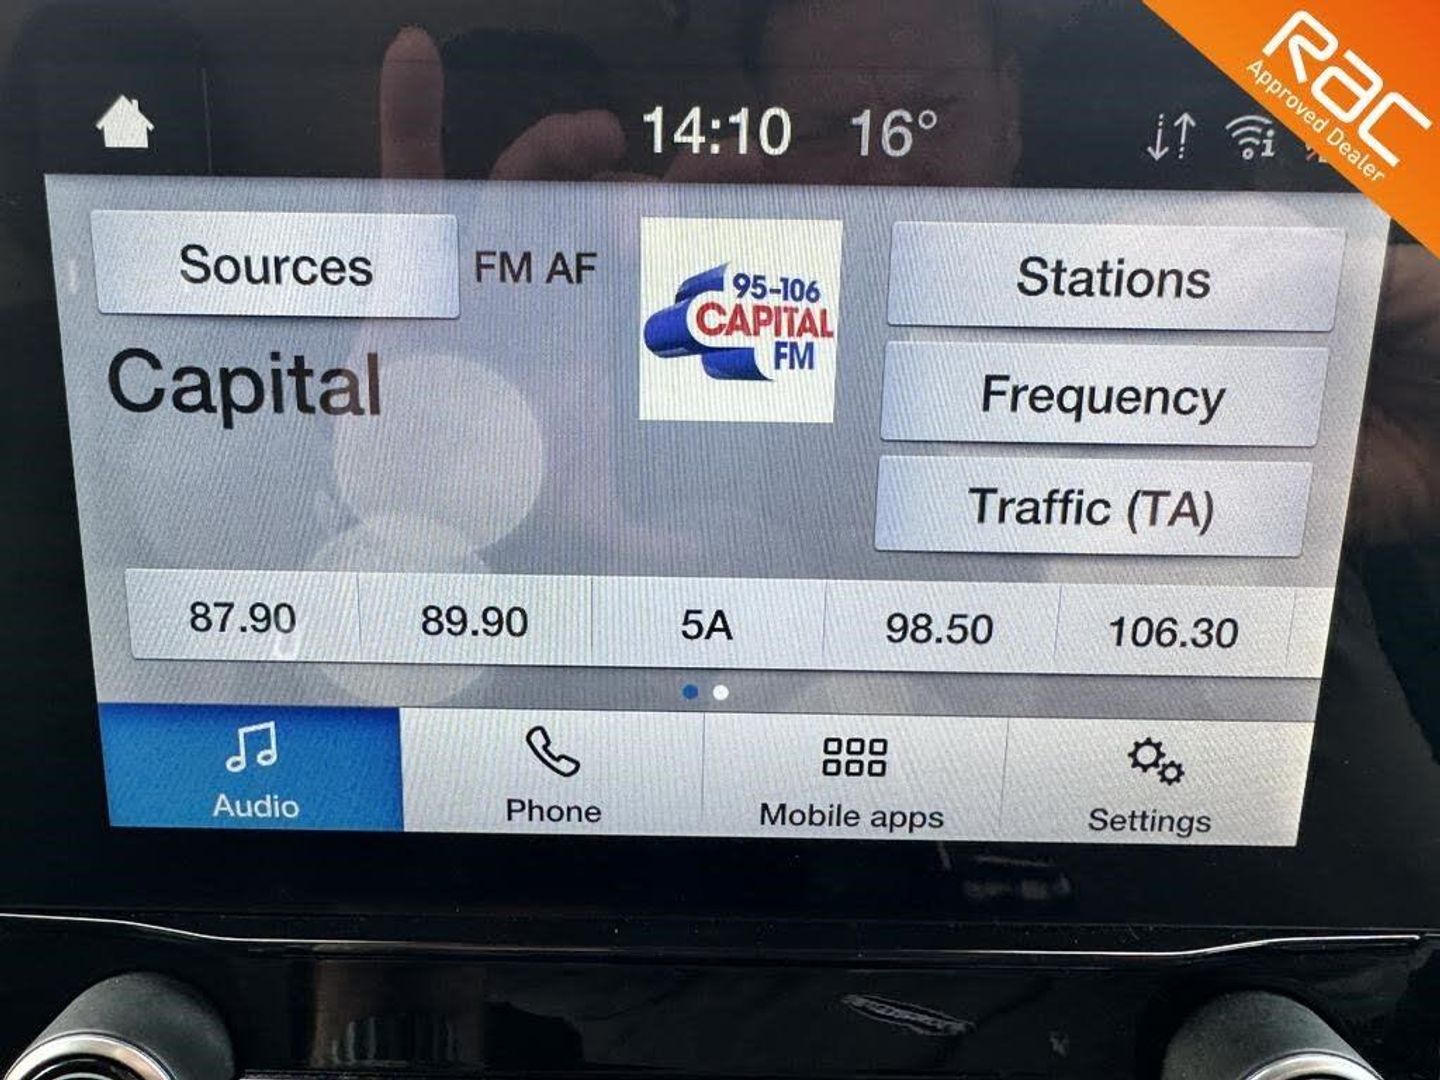 rac
Approved Dealer
14:10 16°
Sources FM AF
95-106
CAPITAL
FM
Stations
Capital
Frequency
Traffic (TA)
87.90 89.90 5A 98.50 106.30
Audio Phone Mobile apps Settings